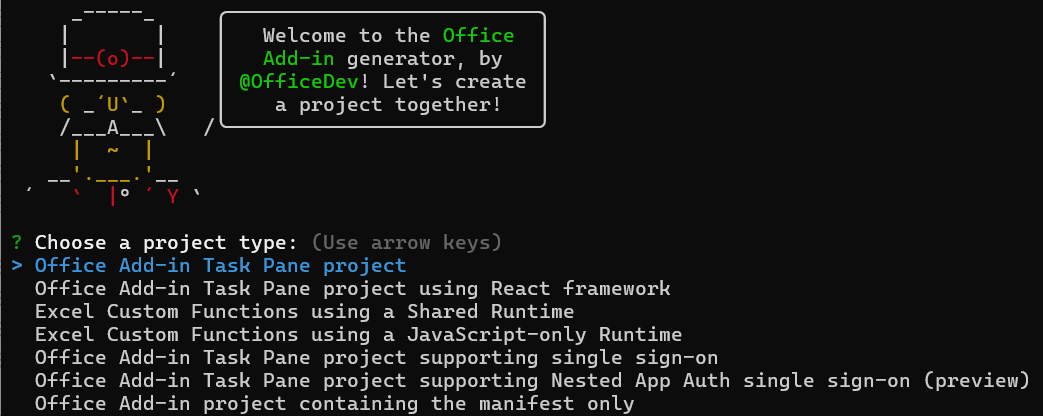 Welcome to the Office
Add-in generator, by
@OfficeDev! Let's create
a project together!
? Choose a project type: (Use arrow keys)
> Office Add-in Task Pane project
Office Add-in Task Pane project using React framework
Excel Custom Functions using a Shared Runtime
Excel Custom Functions using a JavaScript-only Runtime
Office Add-in Task Pane project supporting single sign-on
Office Add-in Task Pane project supporting Nested App Auth single sign-on (preview)
Office Add-in project containing the manifest only